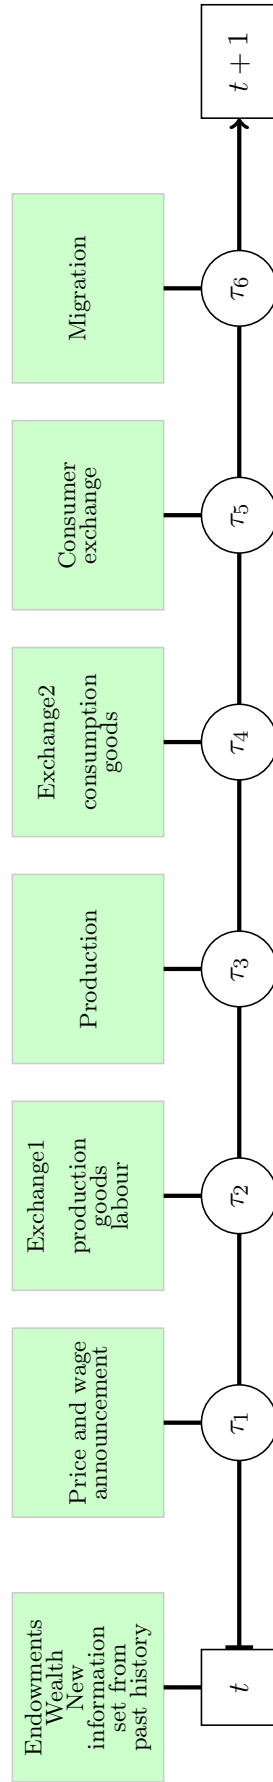 Endowments
Wealth
New
information
set from
past history
Price and wage
announcement
Exchange1
production
goods
labour
Production
Exchange2
consumption
goods
Consumer
exchange
Migration
t
τ1
τ2
τ3
τ4
τ5
τ6
t + 1